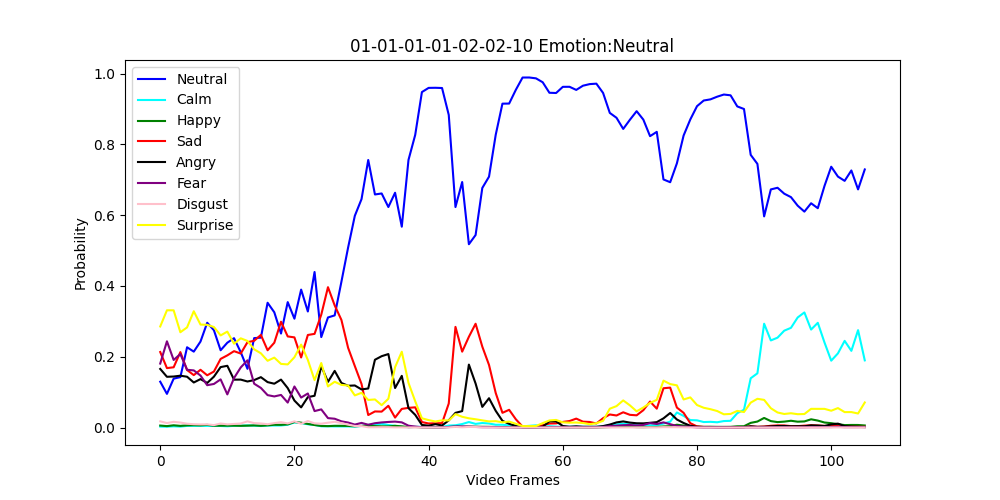 01-01-01-01-02-02-10 Emotion:Neutral
1.0
0.8
0.6
0.4
0.2
0.0
Probability
Neutral
Calm
Happy
Sad
Angry
Fear
Disgust
Surprise
0 20 40 60 80 100
Video Frames